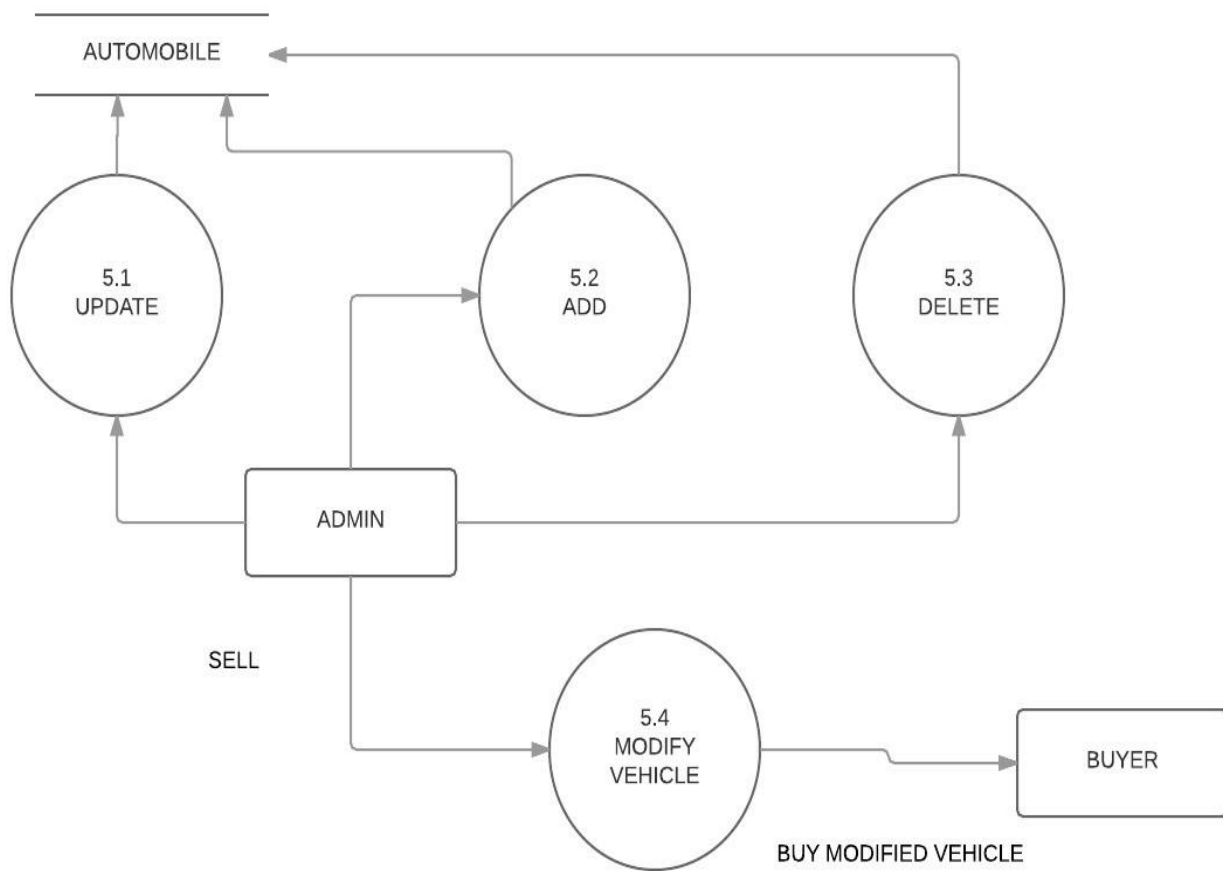 AUTOMOBILE
5.1
UPDATE
5.2
ADD
5.3
DELETE
ADMIN
SELL
5.4
MODIFY
VEHICLE
BUYER
BUY MODIFIED VEHICLE